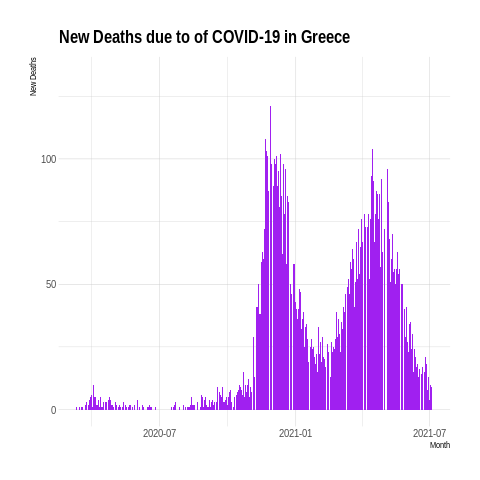 New Deaths due to of COVID-19 in Greece
New Deaths
100
50
0
2020-07
2021-01
2021-07
Month